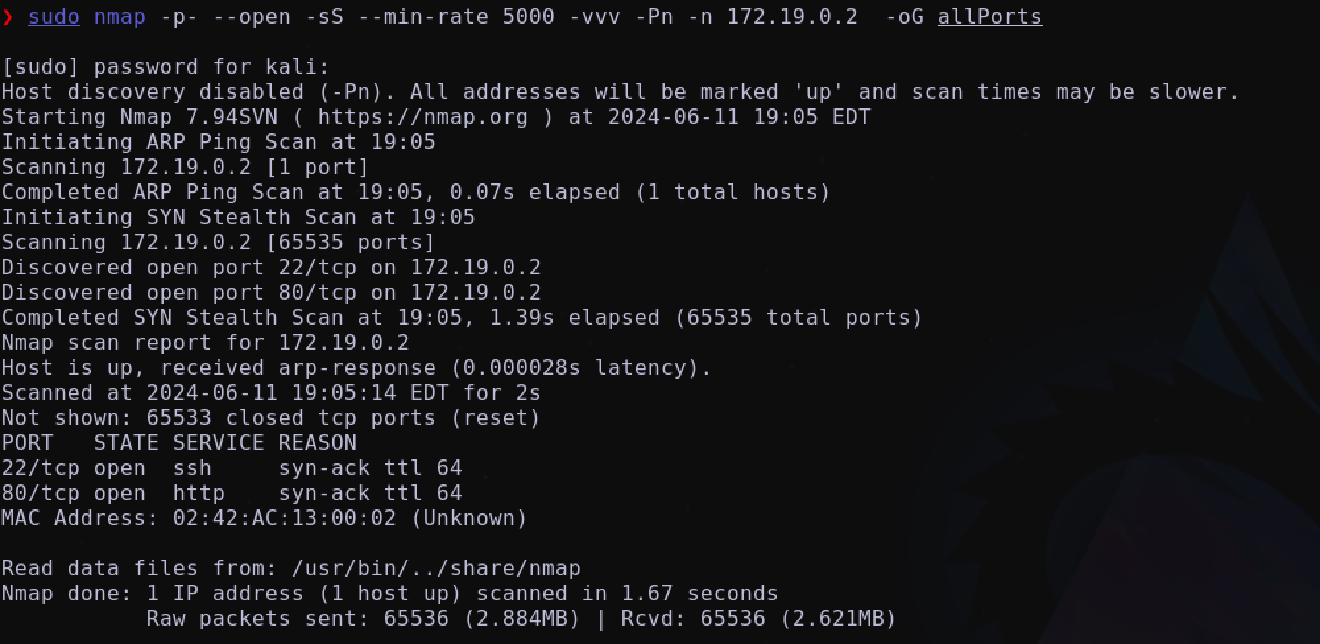 ❯ sudo nmap -p- --open -sS --min-rate 5000 -vvv -Pn -n 172.19.0.2  -oG allPorts
[sudo] password for kali:
Host discovery disabled (-Pn). All addresses will be marked 'up' and scan times may be slower.
Starting Nmap 7.94SVN ( https://nmap.org ) at 2024-06-11 19:05 EDT
Initiating ARP Ping Scan at 19:05
Scanning 172.19.0.2 [1 port]
Completed ARP Ping Scan at 19:05, 0.07s elapsed (1 total hosts)
Initiating SYN Stealth Scan at 19:05
Scanning 172.19.0.2 [65535 ports]
Discovered open port 22/tcp on 172.19.0.2
Discovered open port 80/tcp on 172.19.0.2
Completed SYN Stealth Scan at 19:05, 1.39s elapsed (65535 total ports)
Nmap scan report for 172.19.0.2
Host is up, received arp-response (0.000028s latency).
Scanned at 2024-06-11 19:05:14 EDT for 2s
Not shown: 65533 closed tcp ports (reset)
PORT   STATE SERVICE REASON
22/tcp open  ssh     syn-ack ttl 64
80/tcp open  http    syn-ack ttl 64
MAC Address: 02:42:AC:13:00:02 (Unknown)
Read data files from: /usr/bin/../share/nmap
Nmap done: 1 IP address (1 host up) scanned in 1.67 seconds
           Raw packets sent: 65536 (2.884MB) | Rcvd: 65536 (2.621MB)